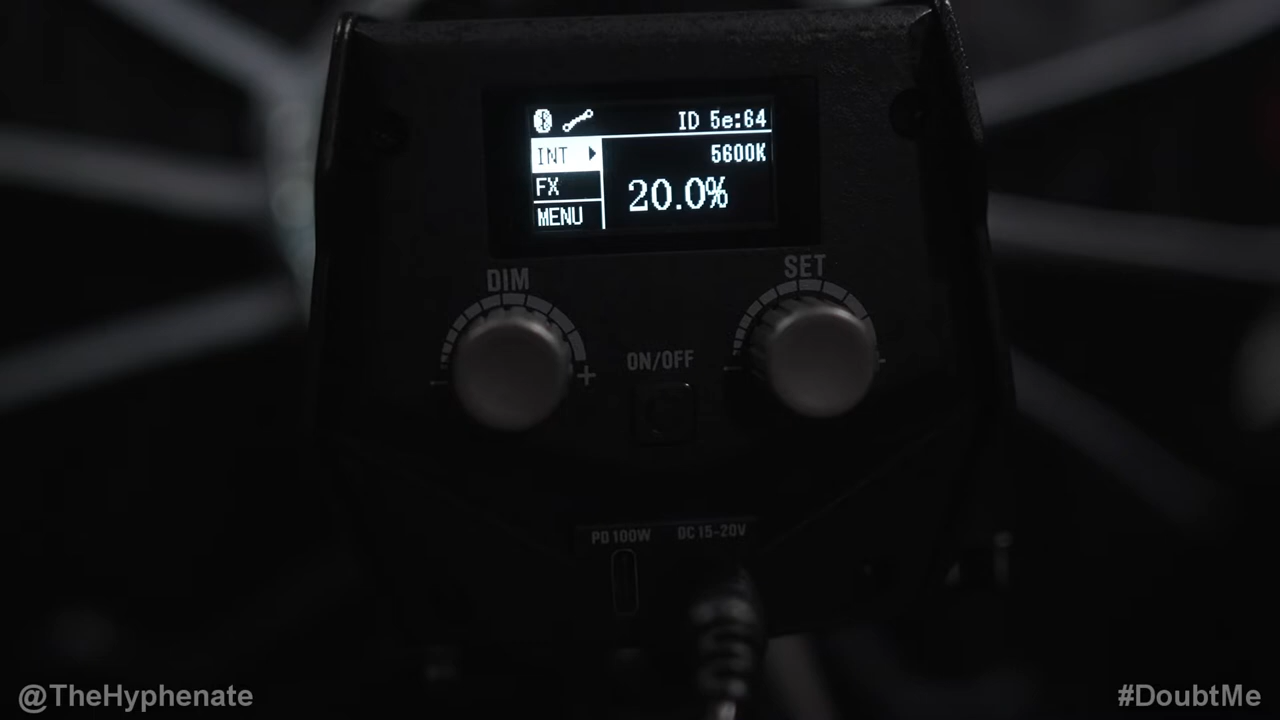 ID 5e:64
INT
5600K
FX
20.0%
MENU
DIM
SET
ON/OFF
- +
- +
PD 100W
DC 15-20V
@TheHyphenate
#DoubtMe